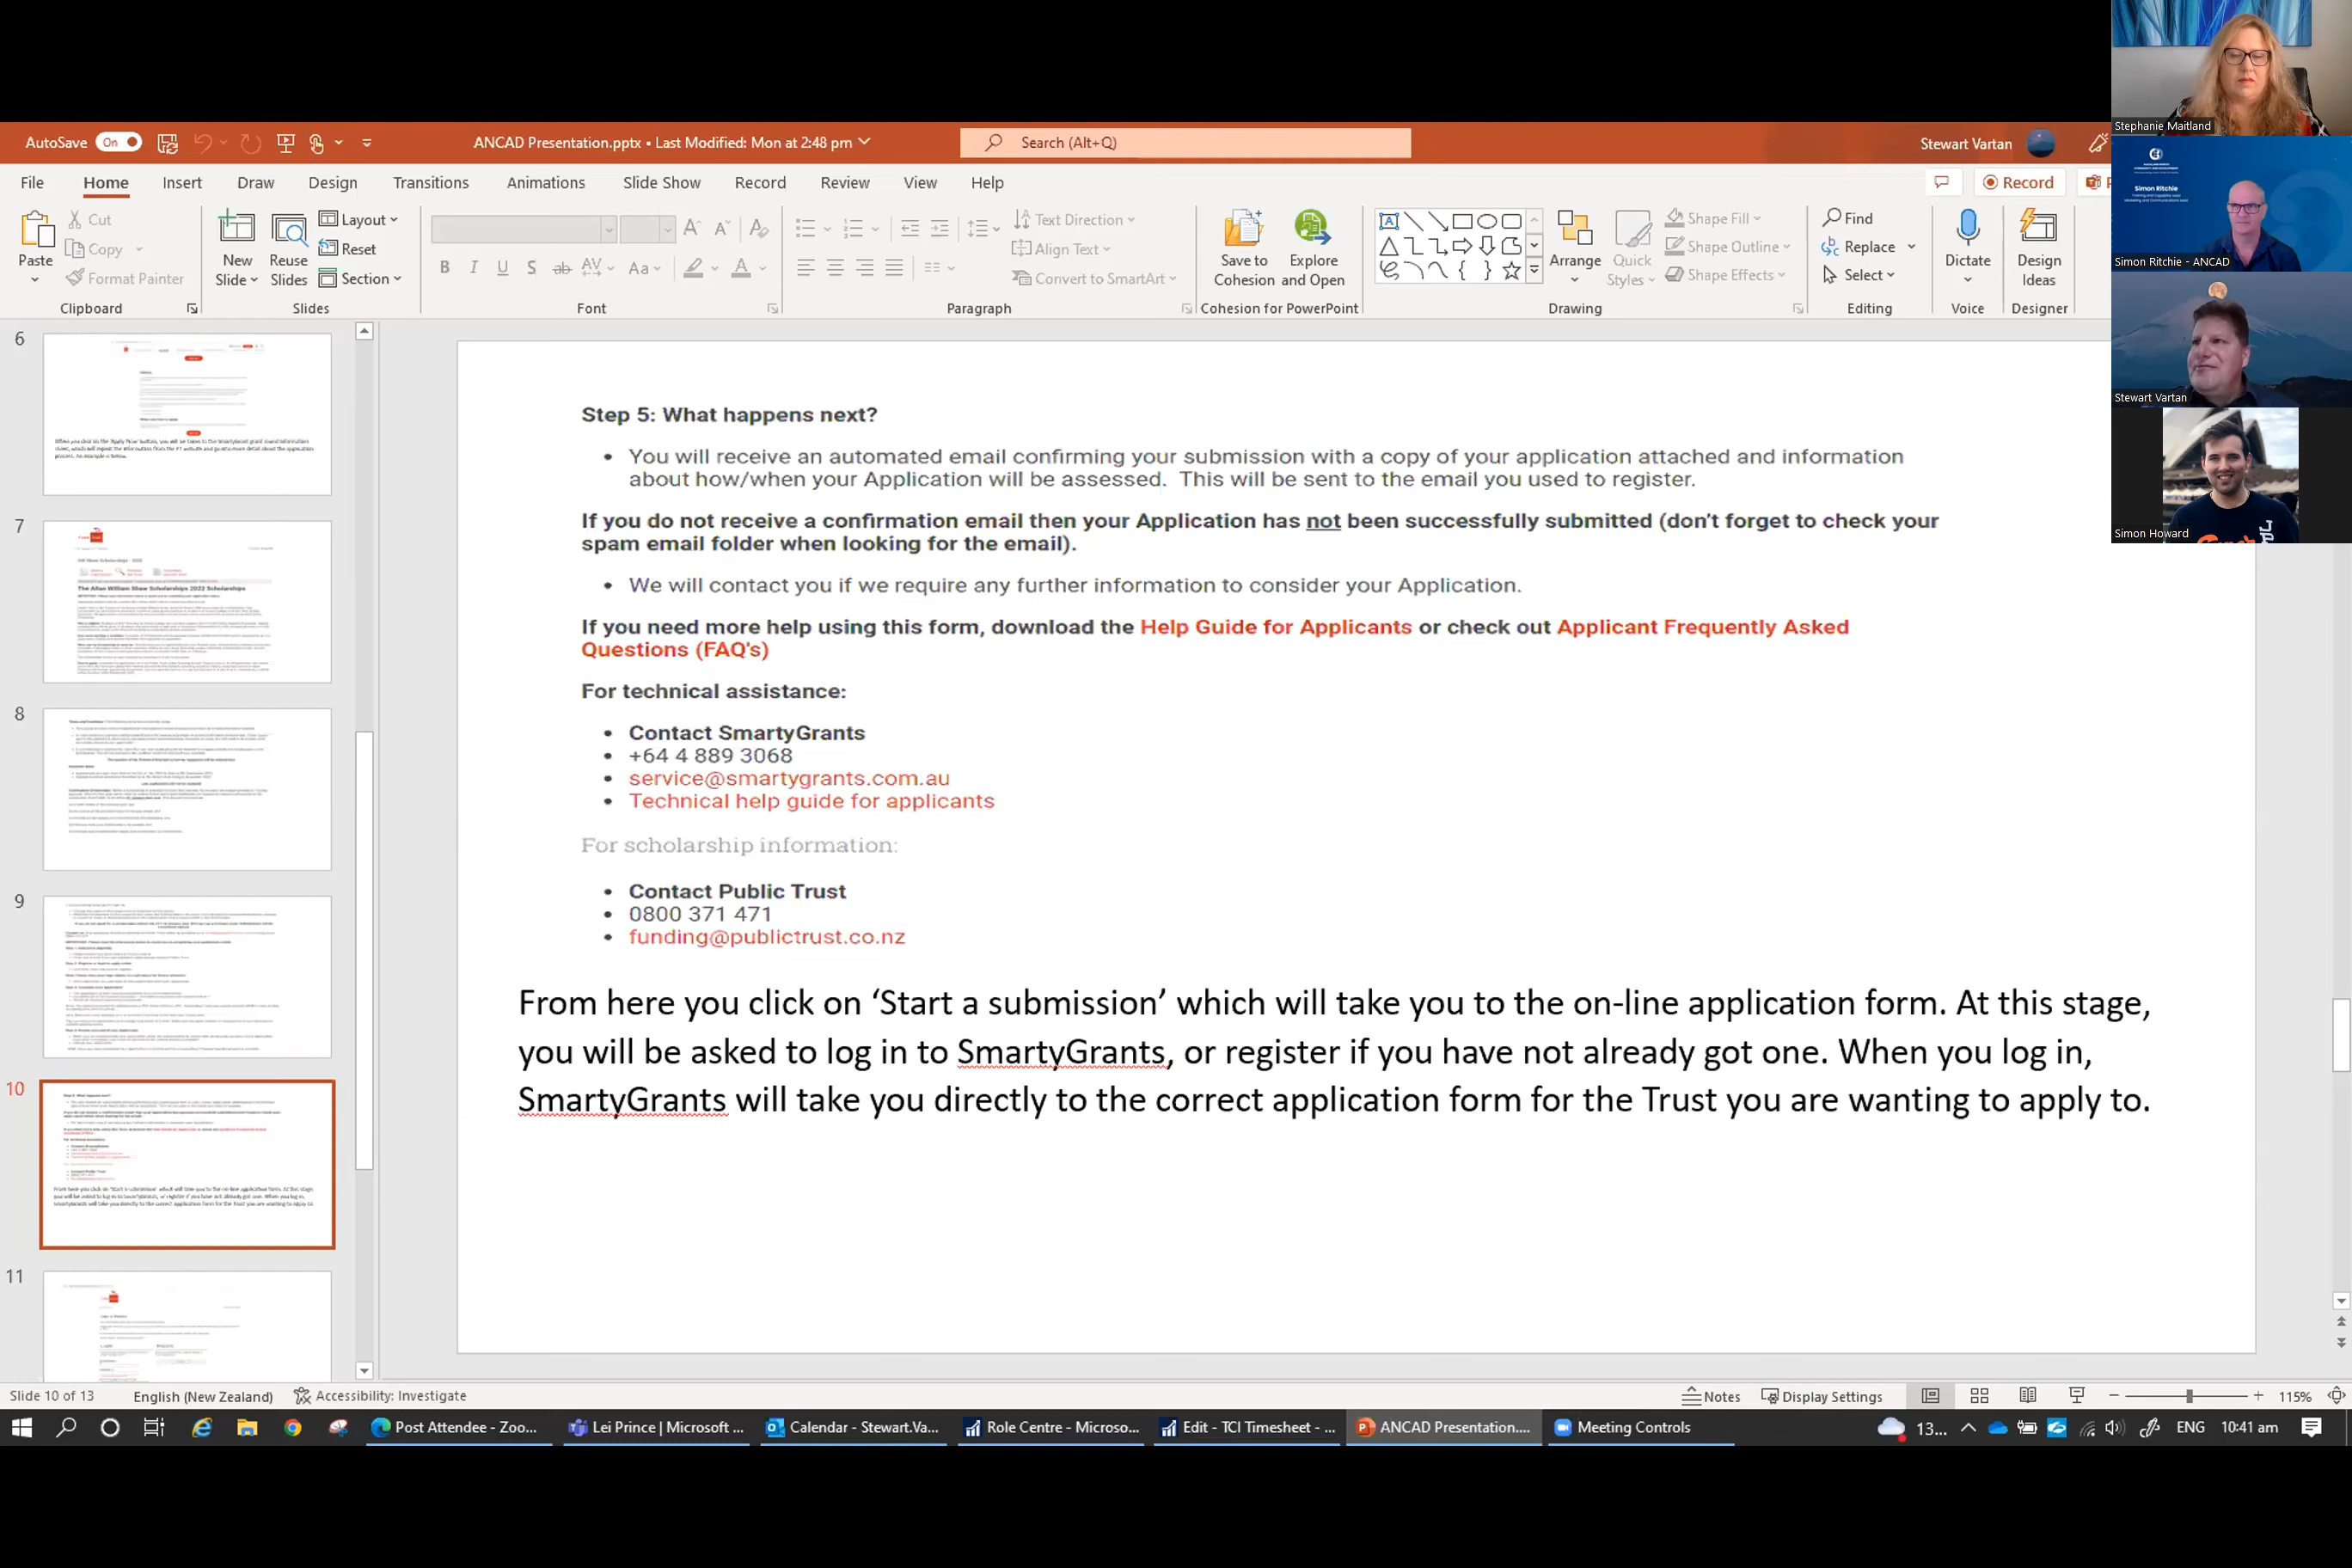 Stephanie Maitland
AutoSave On
ANCAD Presentation.pptx • Last Modified: Mon at 2:48 pm
Search (Alt+Q)
Stewart Vartan
Simon Ritchie
Simon Ritchie - ANCAD
Stewart Vartan
Simon Howard
File Home Insert Draw Design Transitions Animations Slide Show Record Review View Help
Record
Paste
Cut
Copy
Format Painter
Clipboard
New Slide
Reuse Slides
Layout
Reset
Section
Slides
Font
Text Direction
Align Text
Convert to SmartArt
Paragraph
Save to Cohesion
Explore and Open
Cohesion for PowerPoint
Arrange
Quick Styles
Shape Fill
Shape Outline
Shape Effects
Drawing
Find
Replace
Select
Editing
Dictate
Voice
Design Ideas
Designer
6
7
The Allan William Shew Scholarships 2022 Scholarships
8
9
10
11
Step 5: What happens next?
• You will receive an automated email confirming your submission with a copy of your application attached and information
about how/when your Application will be assessed. This will be sent to the email you used to register.
If you do not receive a confirmation email then your Application has not been successfully submitted (don't forget to check your
spam email folder when looking for the email).
• We will contact you if we require any further information to consider your Application.
If you need more help using this form, download the Help Guide for Applicants or check out Applicant Frequently Asked
Questions (FAQ's)
For technical assistance:
• Contact SmartyGrants
• +64 4 889 3068
• service@smartygrants.com.au
• Technical help guide for applicants
For scholarship information:
• Contact Public Trust
• 0800 371 471
• funding@publictrust.co.nz
From here you click on ‘Start a submission’ which will take you to the on-line application form. At this stage,
you will be asked to log in to SmartyGrants, or register if you have not already got one. When you log in,
SmartyGrants will take you directly to the correct application form for the Trust you are wanting to apply to.
Slide 10 of 13 English (New Zealand) Accessibility: Investigate
Notes Display Settings 115%
Post Attendee - Zoo... Lei Prince | Microsoft ... Calendar - Stewart.Va... Role Centre - Microso... Edit - TCI Timesheet - ... ANCAD Presentation.... Meeting Controls
13... ENG 10:41 am